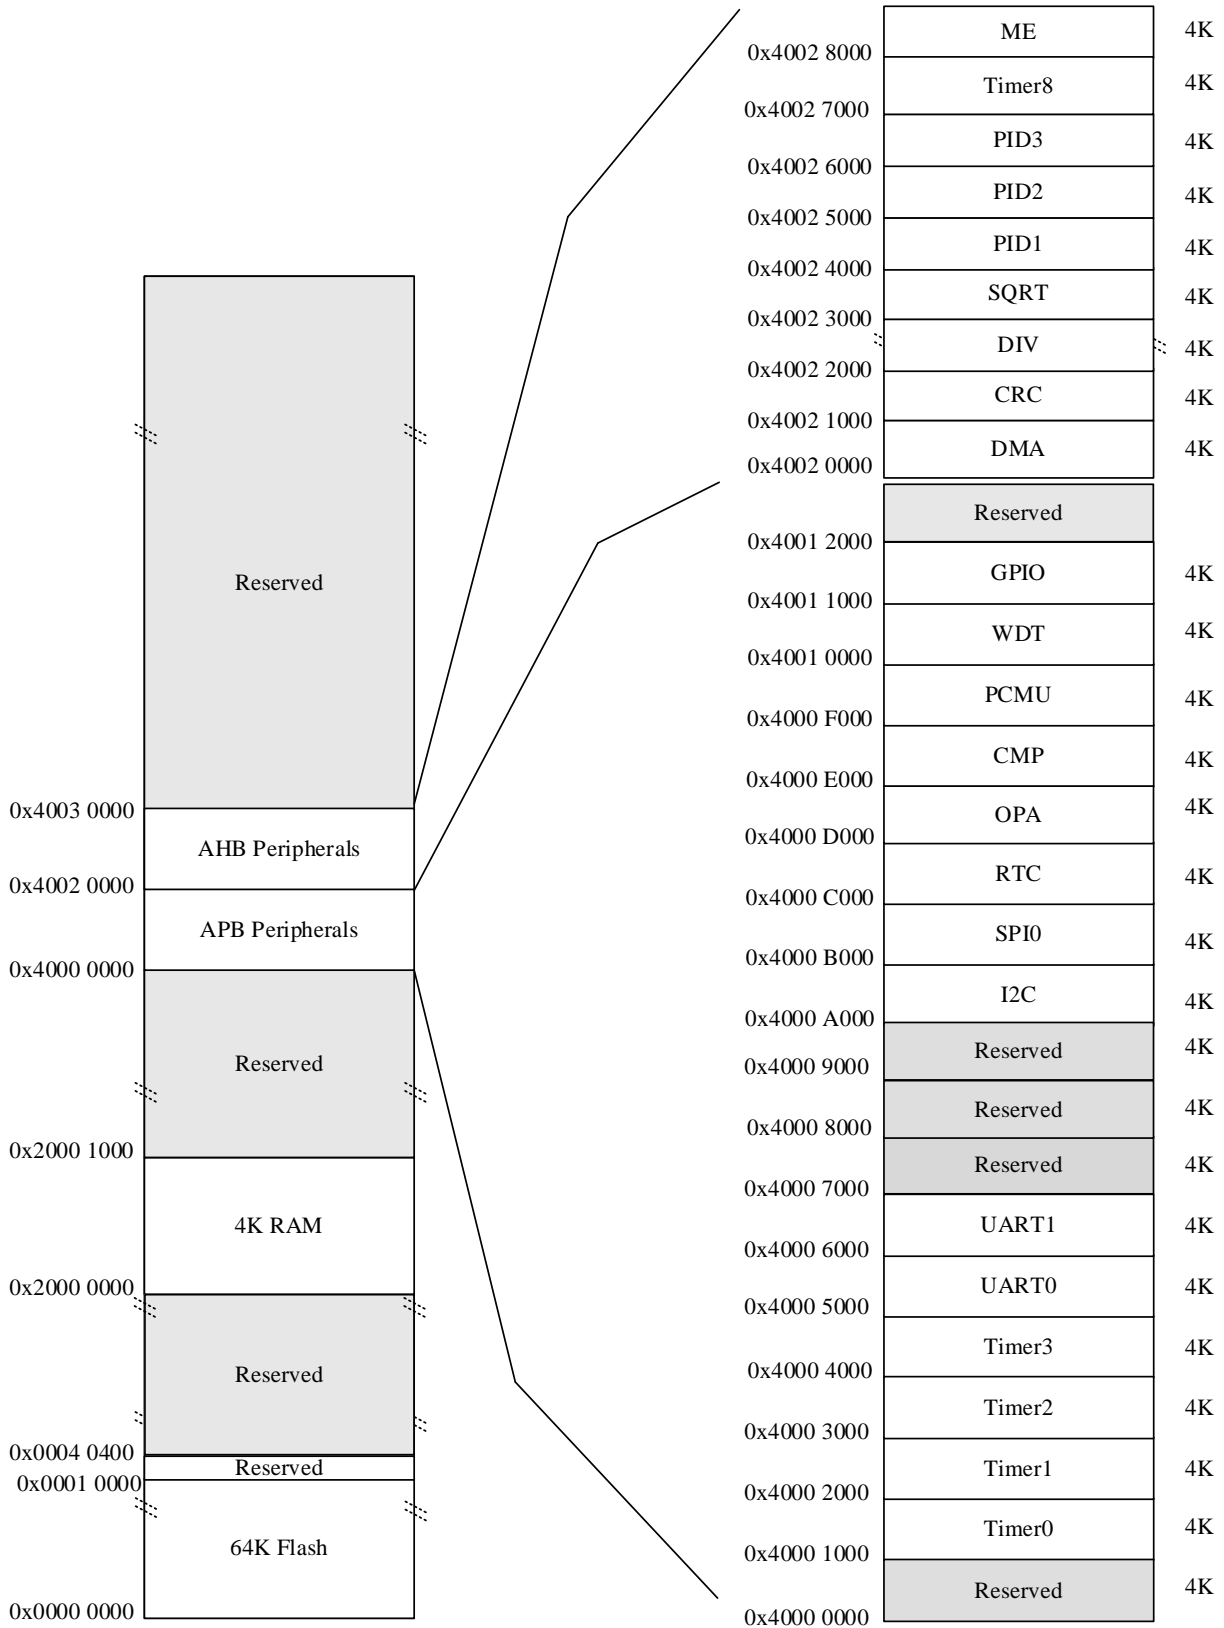 0x4003 0000
0x4002 0000
0x4000 0000
0x2000 1000
0x2000 0000
0x0004 0400
0x0001 0000
0x0000 0000
Reserved
AHB Peripherals
APB Peripherals
Reserved
4K RAM
Reserved
Reserved
64K Flash
ME 4K
0x4002 8000
Timer8 4K
0x4002 7000
PID3 4K
0x4002 6000
PID2 4K
0x4002 5000
PID1 4K
0x4002 4000
SQRT 4K
0x4002 3000
DIV 4K
0x4002 2000
CRC 4K
0x4002 1000
DMA 4K
0x4002 0000
Reserved
0x4001 2000
GPIO 4K
0x4001 1000
WDT 4K
0x4001 0000
PCMU 4K
0x4000 F000
CMP 4K
0x4000 E000
OPA 4K
0x4000 D000
RTC 4K
0x4000 C000
SPI0 4K
0x4000 B000
I2C 4K
0x4000 A000
Reserved 4K
0x4000 9000
Reserved 4K
0x4000 8000
Reserved 4K
0x4000 7000
UART1 4K
0x4000 6000
UART0 4K
0x4000 5000
Timer3 4K
0x4000 4000
Timer2 4K
0x4000 3000
Timer1 4K
0x4000 2000
Timer0 4K
0x4000 1000
Reserved 4K
0x4000 0000